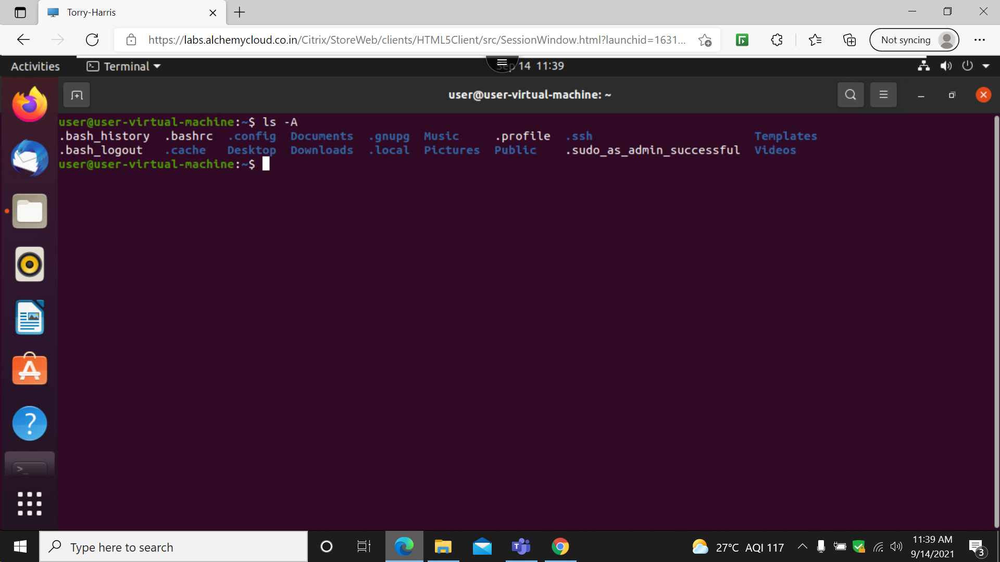 Torry-Harris
https://labs.alchemycloud.co.in/Citrix/StoreWeb/clients/HTML5Client/src/SessionWindow.html?launchid=1631...
Not syncing
Activities
Terminal
Sep 14 11:39
user@user-virtual-machine: ~
user@user-virtual-machine:~$ ls -A
.bash_history .bashrc .config Documents .gnupg Music .profile .ssh Templates
.bash_logout .cache Desktop Downloads .local Pictures Public .sudo_as_admin_successful Videos
user@user-virtual-machine:~$
Type here to search
27°C AQI 117
11:39 AM
9/14/2021
3